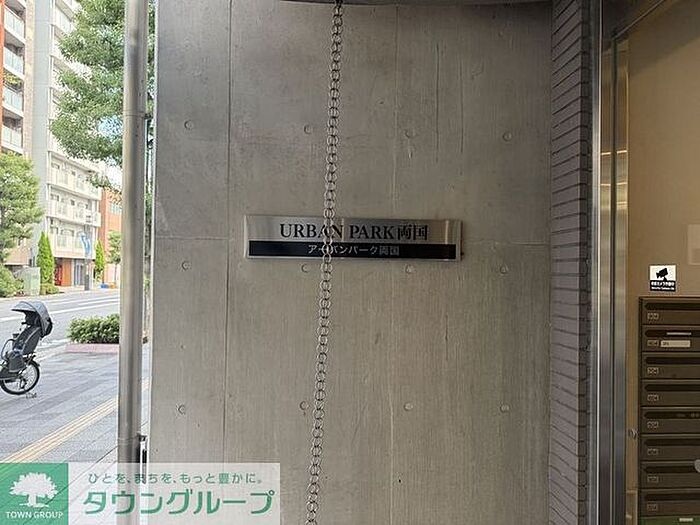 URBAN PARK両国
アーバンパーク両国
ひとを、まちを、もっと豊かに。
タウングループ
TOWN GROUP